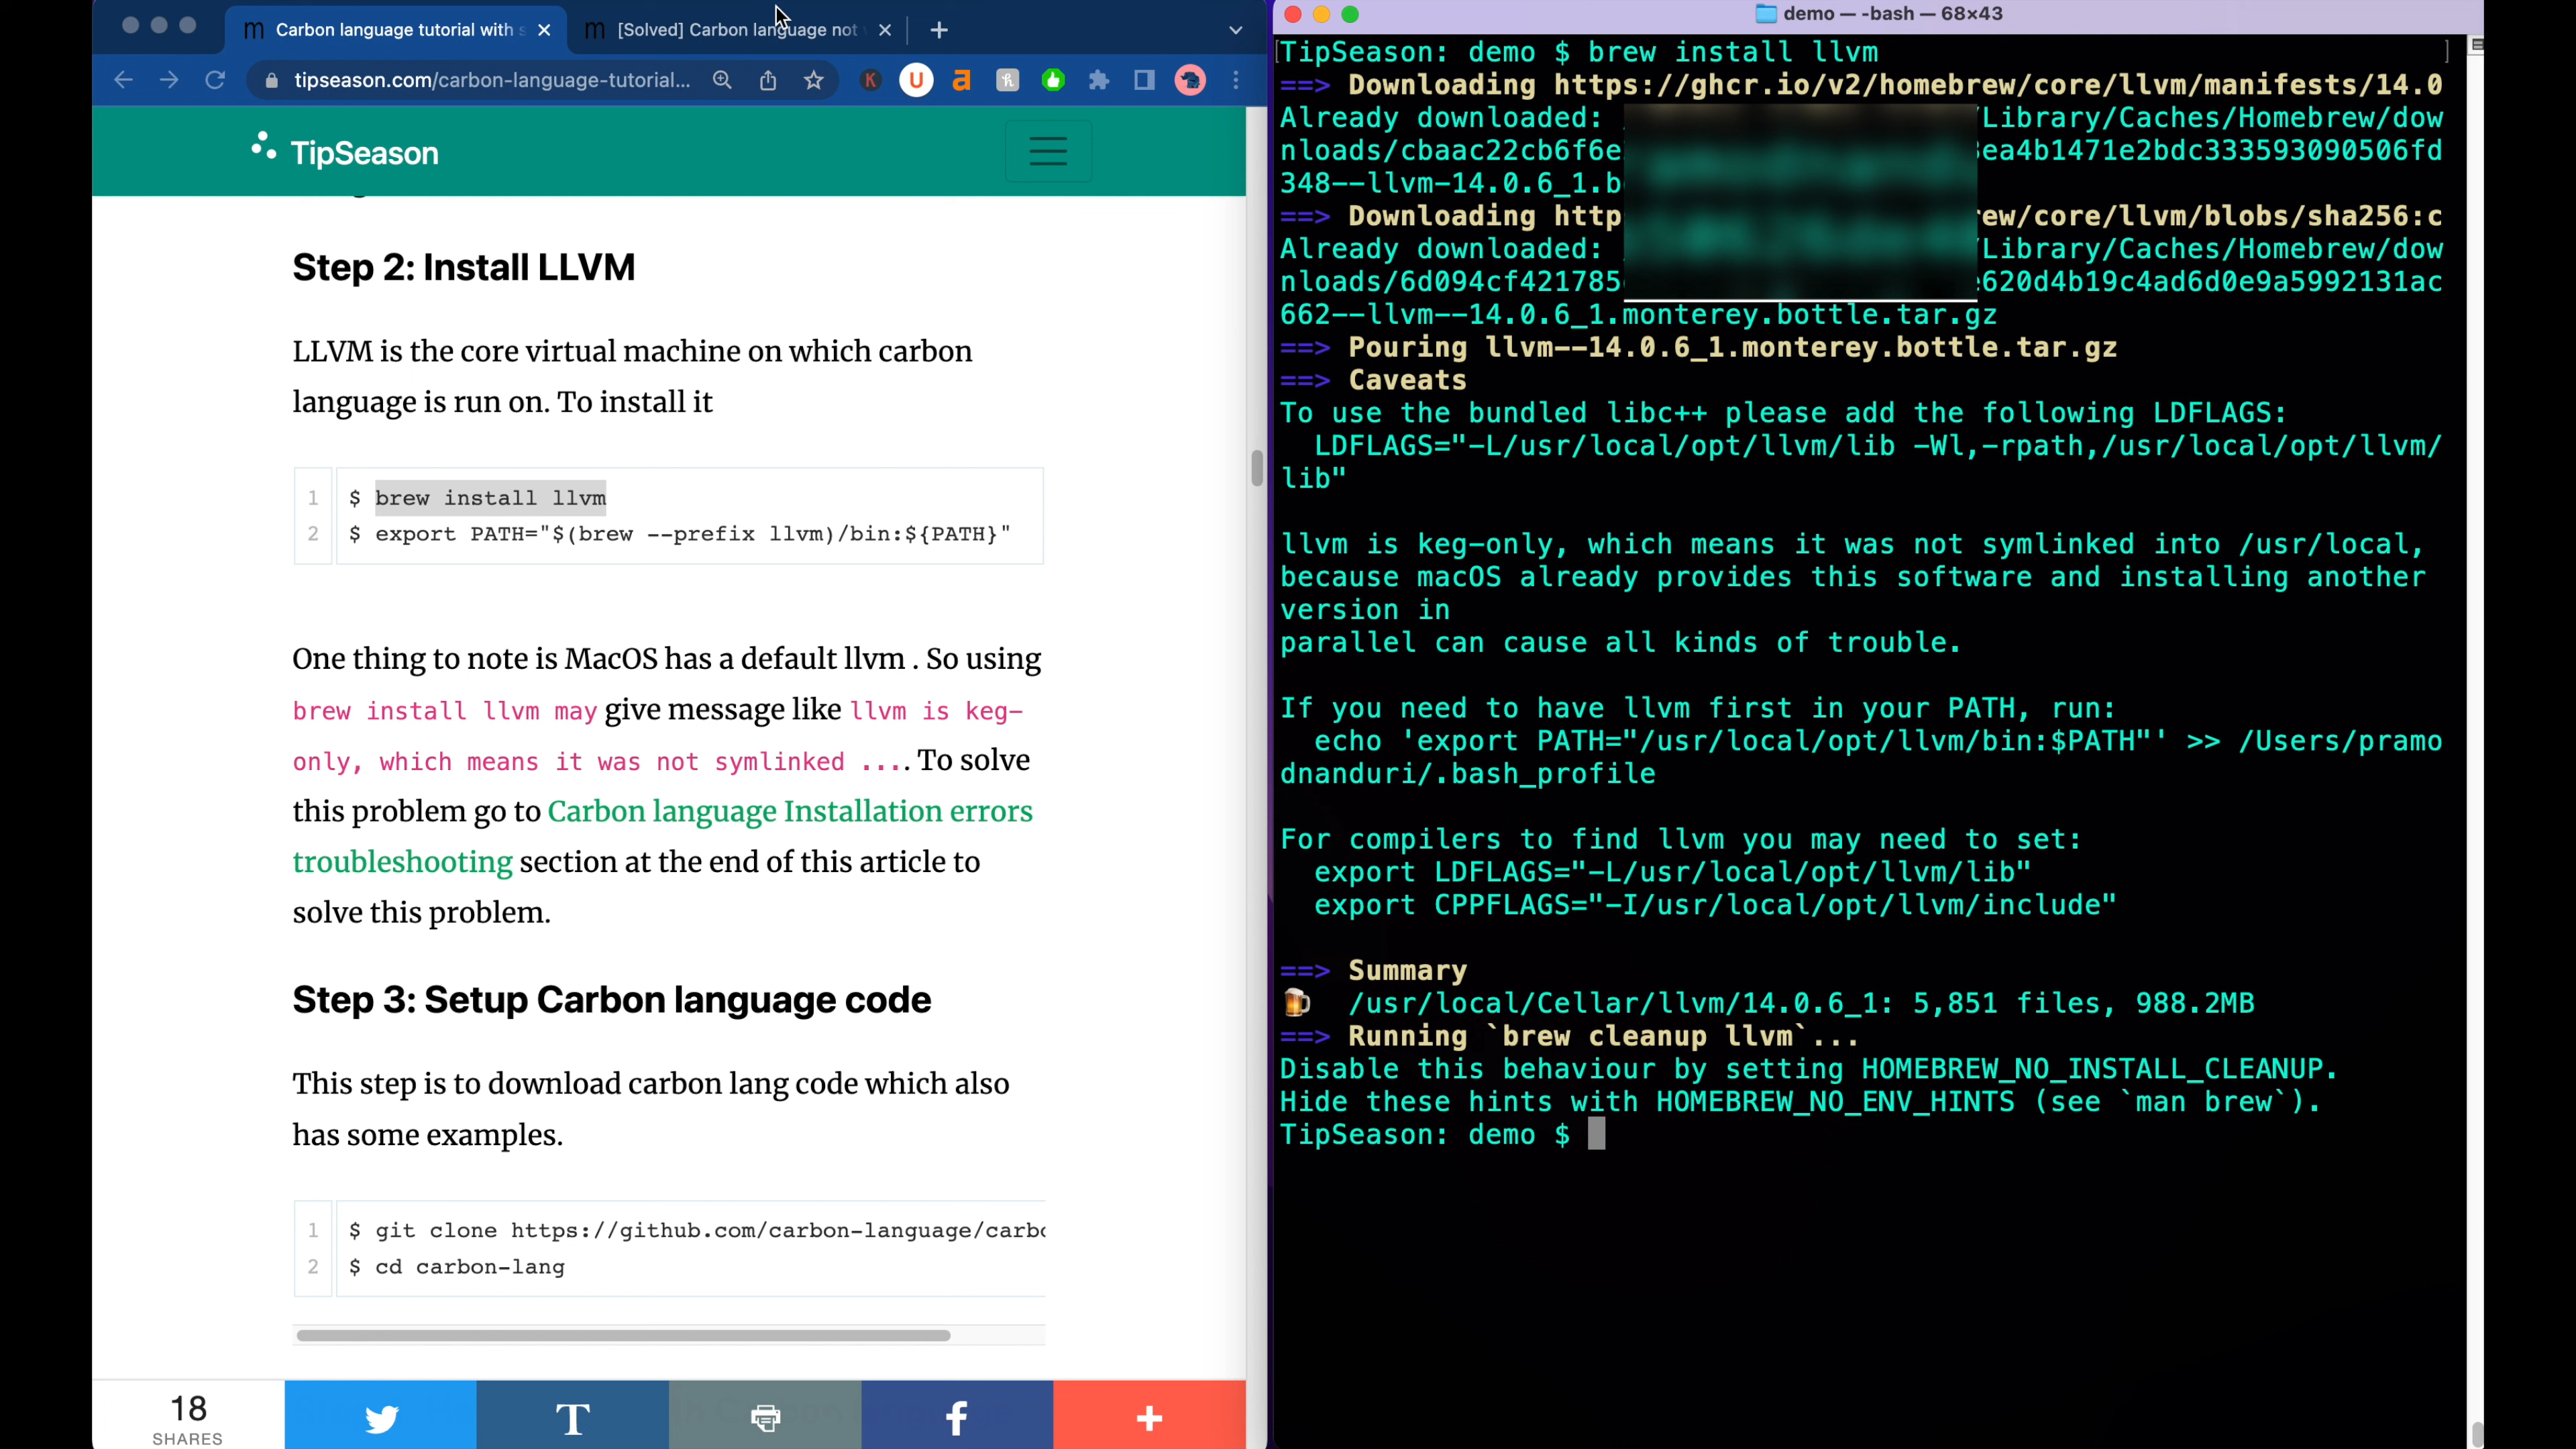 Carbon language tutorial with s
[Solved] Carbon language not
tipseason.com/carbon-language-tutorial...
TipSeason
Step 2: Install LLVM
LLVM is the core virtual machine on which carbon
language is run on. To install it
1 $ brew install llvm
2 $ export PATH="$(brew --prefix llvm)/bin:${PATH}"
One thing to note is MacOS has a default llvm . So using
brew install llvm may give message like llvm is keg-
only, which means it was not symlinked .... To solve
this problem go to Carbon language Installation errors
troubleshooting section at the end of this article to
solve this problem.
Step 3: Setup Carbon language code
This step is to download carbon lang code which also
has some examples.
1 $ git clone https://github.com/carbon-language/carbo
2 $ cd carbon-lang
18
SHARES
demo — -bash — 68×43
TipSeason: demo $ brew install llvm
==> Downloading https://ghcr.io/v2/homebrew/core/llvm/manifests/14.0
Already downloaded: /Library/Caches/Homebrew/dow
nloads/cbaac22cb6f6e ea4b1471e2bdc333593090506fd
348--llvm-14.0.6_1.b
==> Downloading http ew/core/llvm/blobs/sha256:c
Already downloaded: /Library/Caches/Homebrew/dow
nloads/6d094cf421785 620d4b19c4ad6d0e9a5992131ac
662--llvm--14.0.6_1.monterey.bottle.tar.gz
==> Pouring llvm--14.0.6_1.monterey.bottle.tar.gz
==> Caveats
To use the bundled libc++ please add the following LDFLAGS:
LDFLAGS="-L/usr/local/opt/llvm/lib -Wl,-rpath,/usr/local/opt/llvm/
lib"
llvm is keg-only, which means it was not symlinked into /usr/local,
because macOS already provides this software and installing another
version in
parallel can cause all kinds of trouble.
If you need to have llvm first in your PATH, run:
echo 'export PATH="/usr/local/opt/llvm/bin:$PATH"' >> /Users/pramo
dnanduri/.bash_profile
For compilers to find llvm you may need to set:
export LDFLAGS="-L/usr/local/opt/llvm/lib"
export CPPFLAGS="-I/usr/local/opt/llvm/include"
==> Summary
🍺 /usr/local/Cellar/llvm/14.0.6_1: 5,851 files, 988.2MB
==> Running `brew cleanup llvm`...
Disable this behaviour by setting HOMEBREW_NO_INSTALL_CLEANUP.
Hide these hints with HOMEBREW_NO_ENV_HINTS (see `man brew`).
TipSeason: demo $